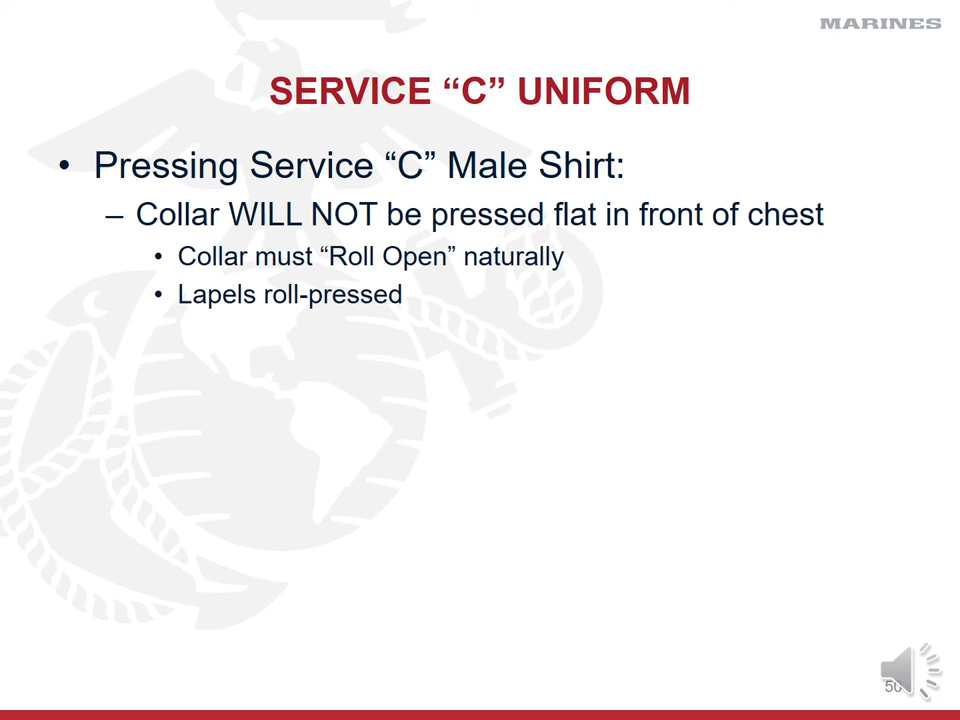 MARINES
SERVICE “C” UNIFORM
• Pressing Service “C” Male Shirt:
– Collar WILL NOT be pressed flat in front of chest
• Collar must “Roll Open” naturally
• Lapels roll-pressed
50